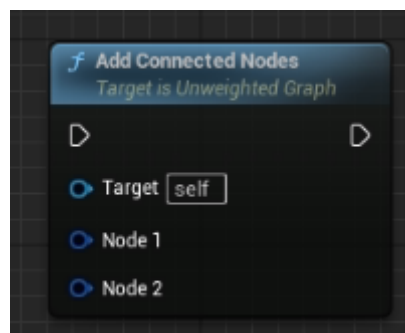 f Add Connected Nodes
Target is Unweighted Graph
Target self
Node 1
Node 2